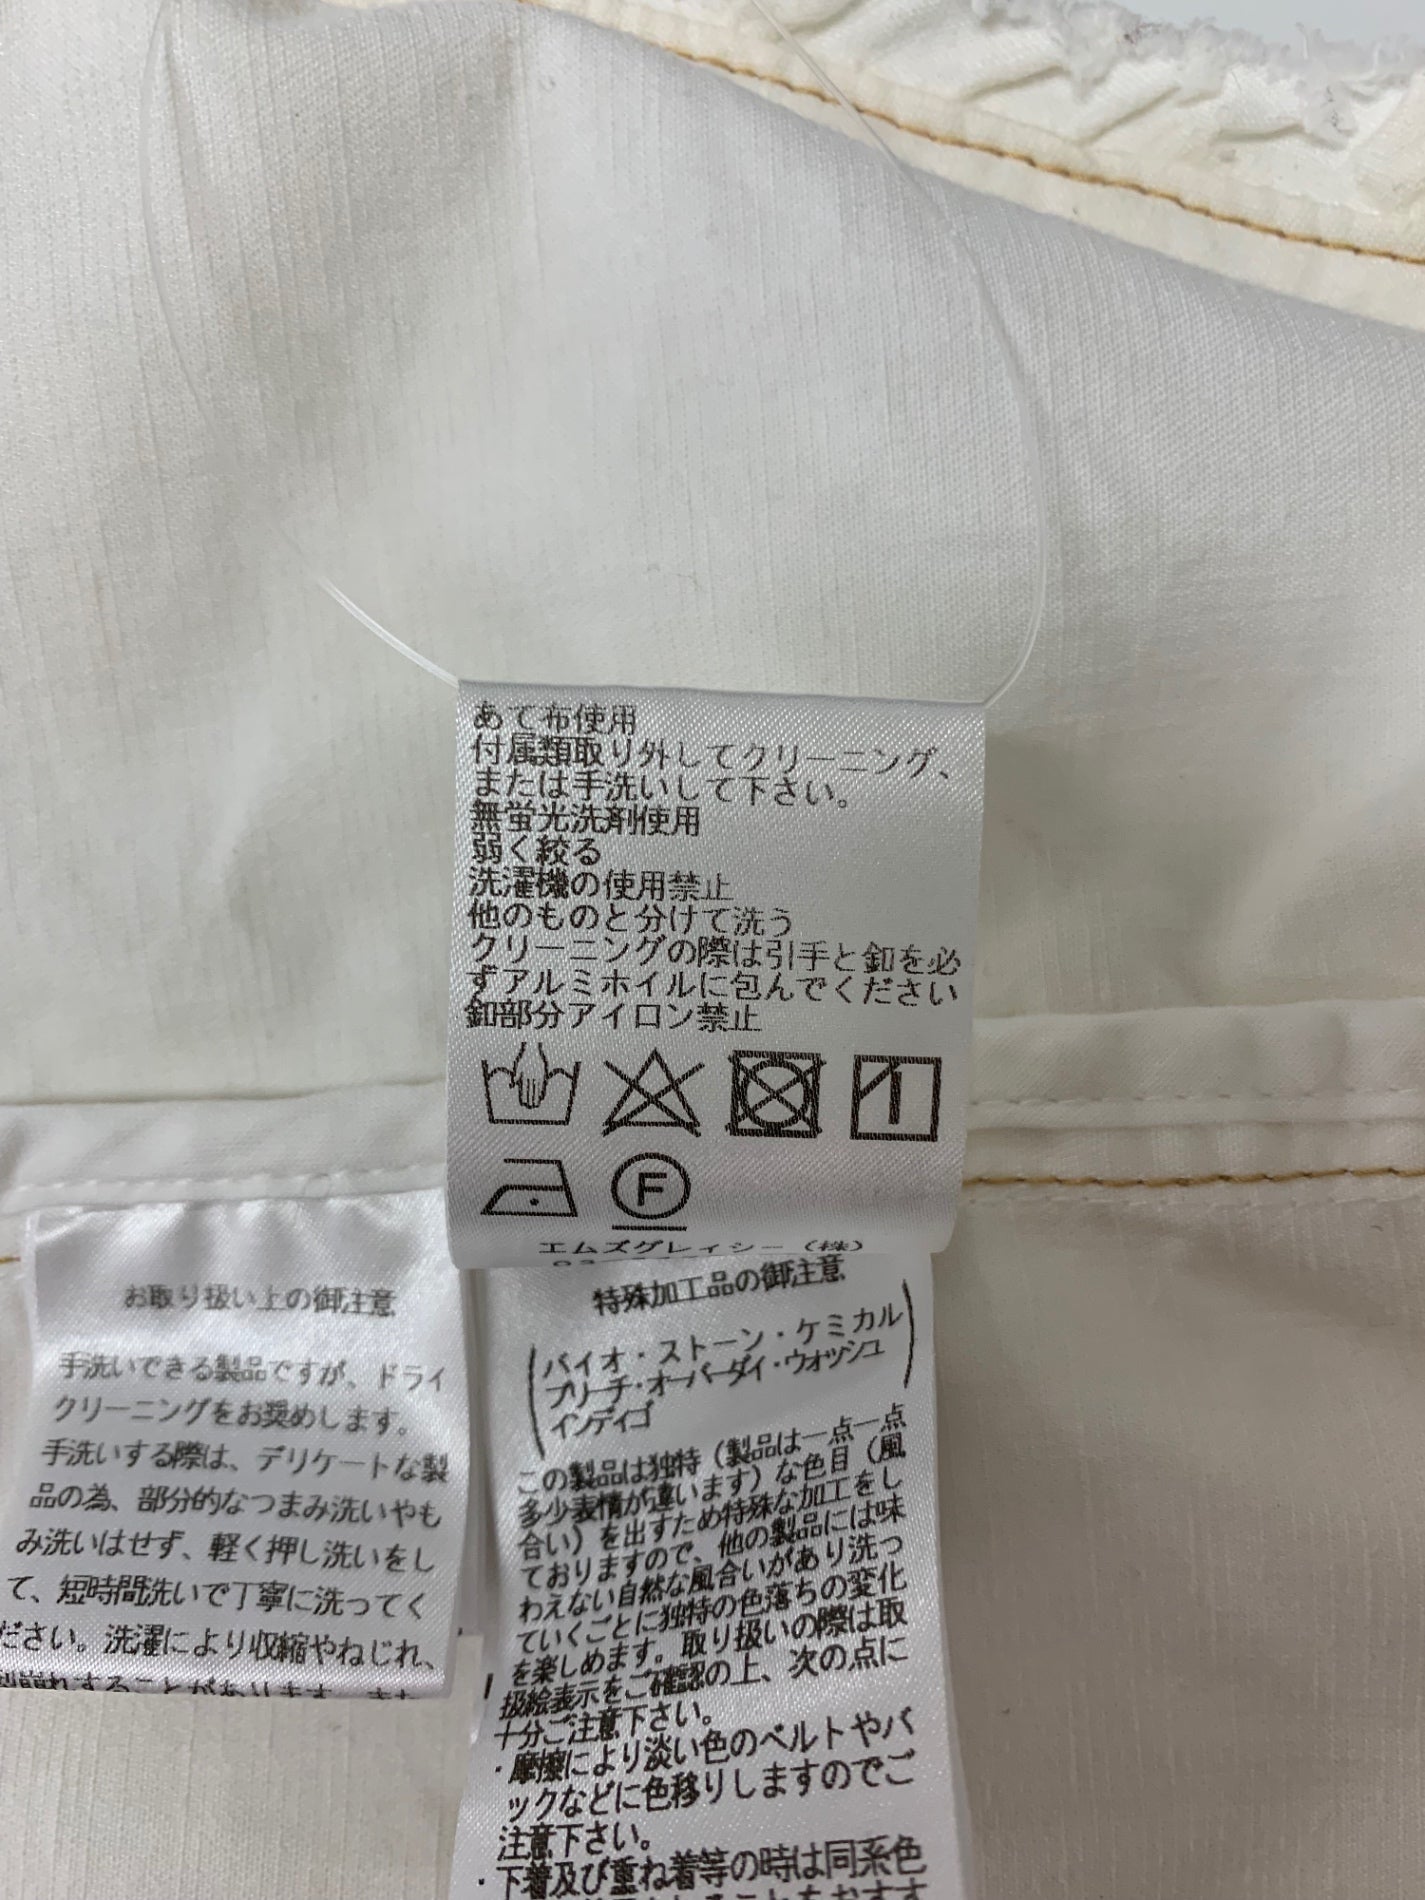 あて布使用
付属類取り外してクリーニング、
または手洗いして下さい。
無蛍光洗剤使用
弱く絞る
洗濯機の使用禁止
他のものと分けて洗う
クリーニングの際は引手と釦を必
ずアルミホイルに包んでください
釦部分アイロン禁止
F
エムズグレイシー（株）
お取り扱い上の御注意
手洗いできる製品ですが、ドライ
クリーニングをお奨めします。
手洗いする際は、デリケートな製
品の為、部分的なつまみ洗いやも
み洗いはせず、軽く押し洗いをし
て、短時間洗いで丁寧に洗ってく
ださい。洗濯により収縮やねじれ、
型崩れすることがあります。また
特殊加工品の御注意
（バイオ・ストーン・ケミカル
ブリーチ・オーバーダイ・ウォッシュ
インディゴ）
この製品は独特（製品は一点一点
多少表情が違います）な色目（風
合い）を出すため特殊な加工をし
ておりますので、他の製品には味
わえない自然な風合いがあり洗っ
ていくごとに独特の色落ちの変化
を楽しめます。取り扱いの際は取
扱絵表示をご確認の上、次の点に
十分ご注意下さい。
・摩擦により淡い色のベルトやバ
ックなどに色移りしますのでご
注意下さい。
・下着及び重ね着等の時は同系色